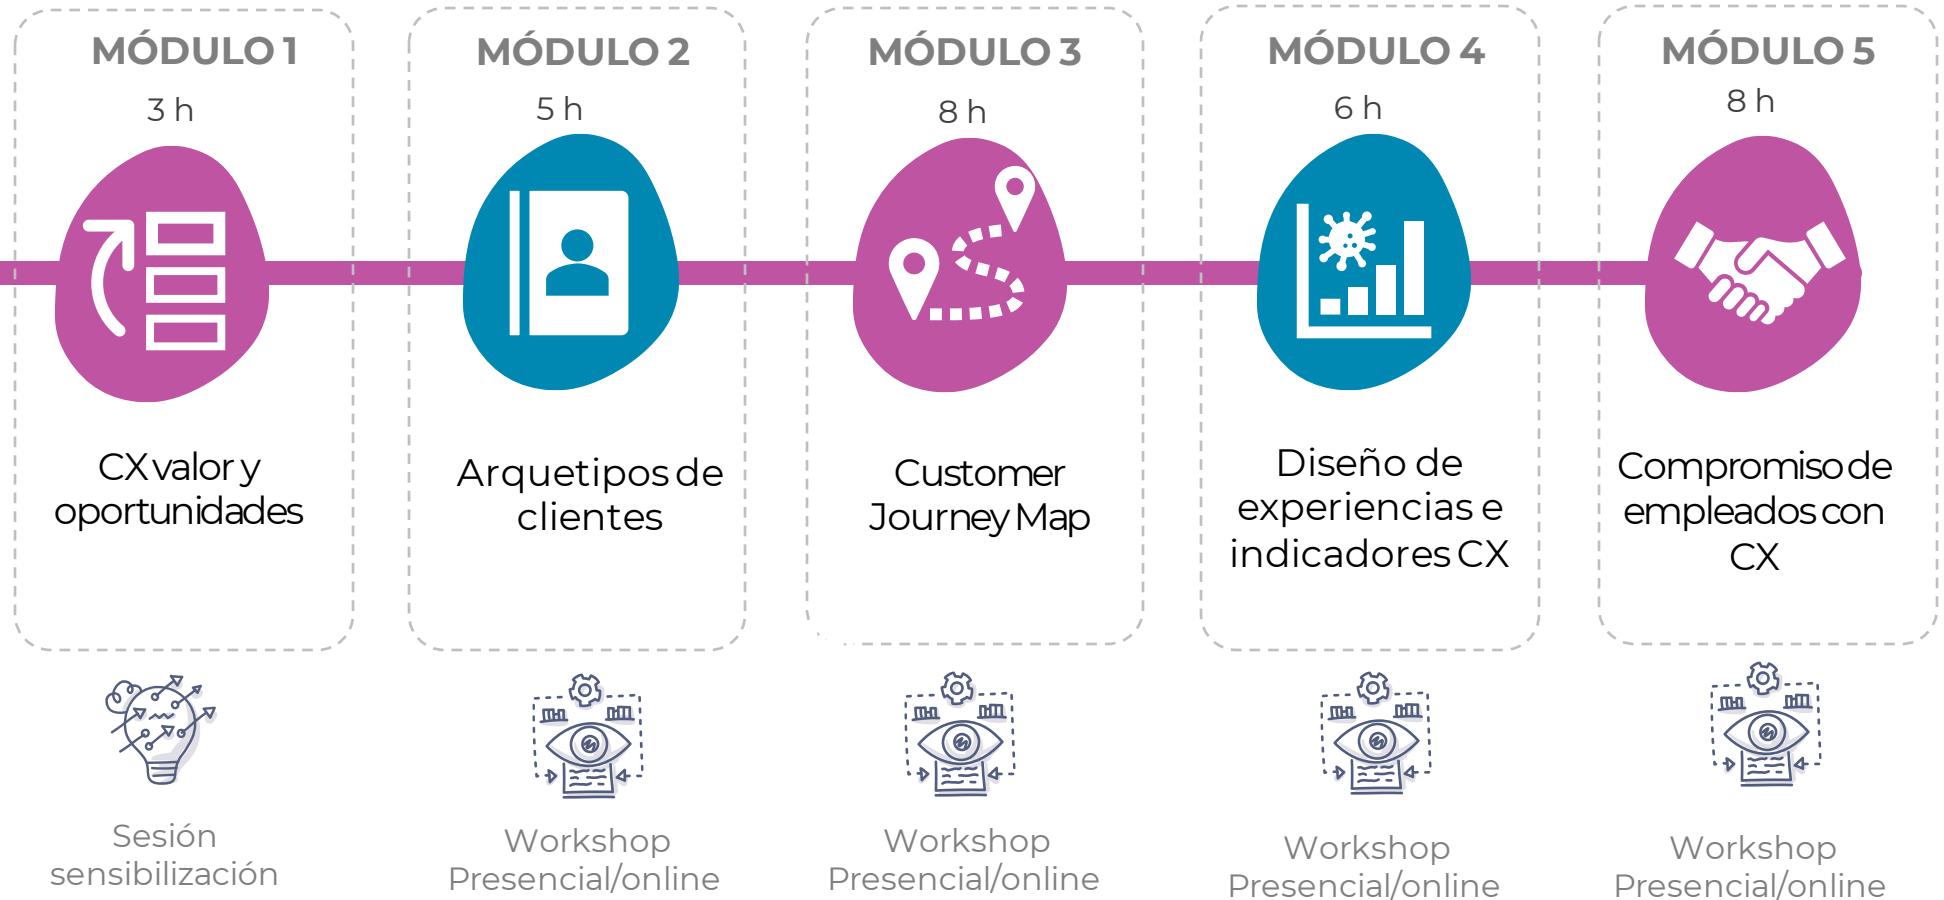 MÓDULO 1
3 h
CX valor y
oportunidades
Sesión
sensibilización
MÓDULO 2
5 h
Arquetipos de
clientes
Workshop
Presencial/online
MÓDULO 3
8 h
Customer
Journey Map
Workshop
Presencial/online
MÓDULO 4
6 h
Diseño de
experiencias e
indicadores CX
Workshop
Presencial/online
MÓDULO 5
8 h
Compromiso de
empleados con
CX
Workshop
Presencial/online